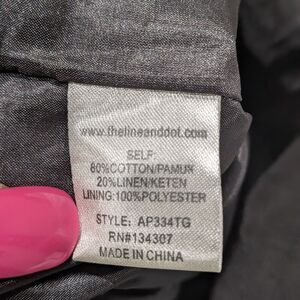 www.thelineanddot.com
SELF:
80%COTTON/PAMUK
20%LINEN/KETEN
LINING:100%POLYESTER
STYLE: AP334TG
RN#134307
MADE IN CHINA